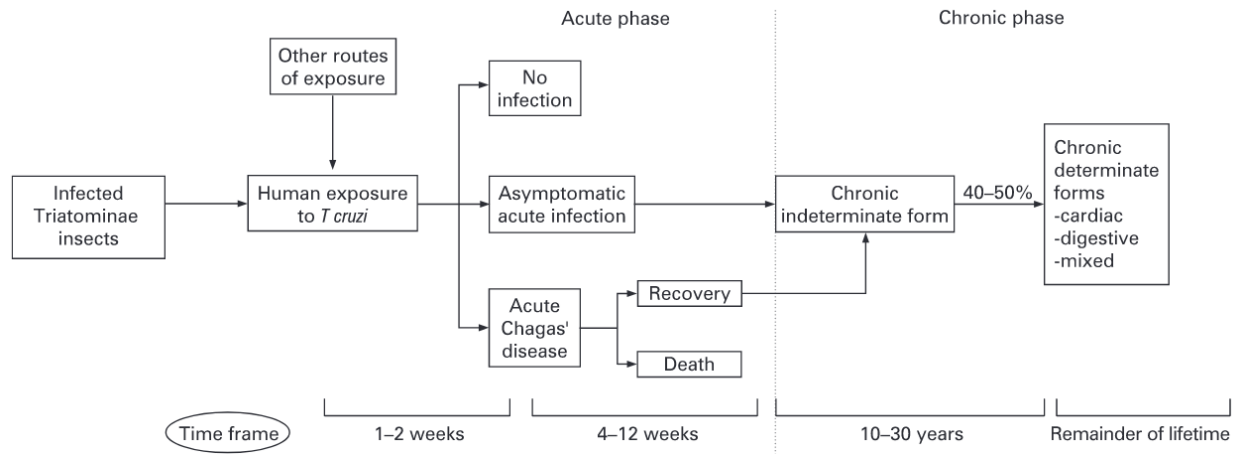 Acute phase
Chronic phase
Other routes
of exposure
No
infection
Infected
Triatominae
insects
Human exposure
to T cruzi
Asymptomatic
acute infection
Chronic
indeterminate form
40–50%
Chronic
determinate
forms
-cardiac
-digestive
-mixed
Acute
Chagas'
disease
Recovery
Death
Time frame
1–2 weeks
4–12 weeks
10–30 years
Remainder of lifetime